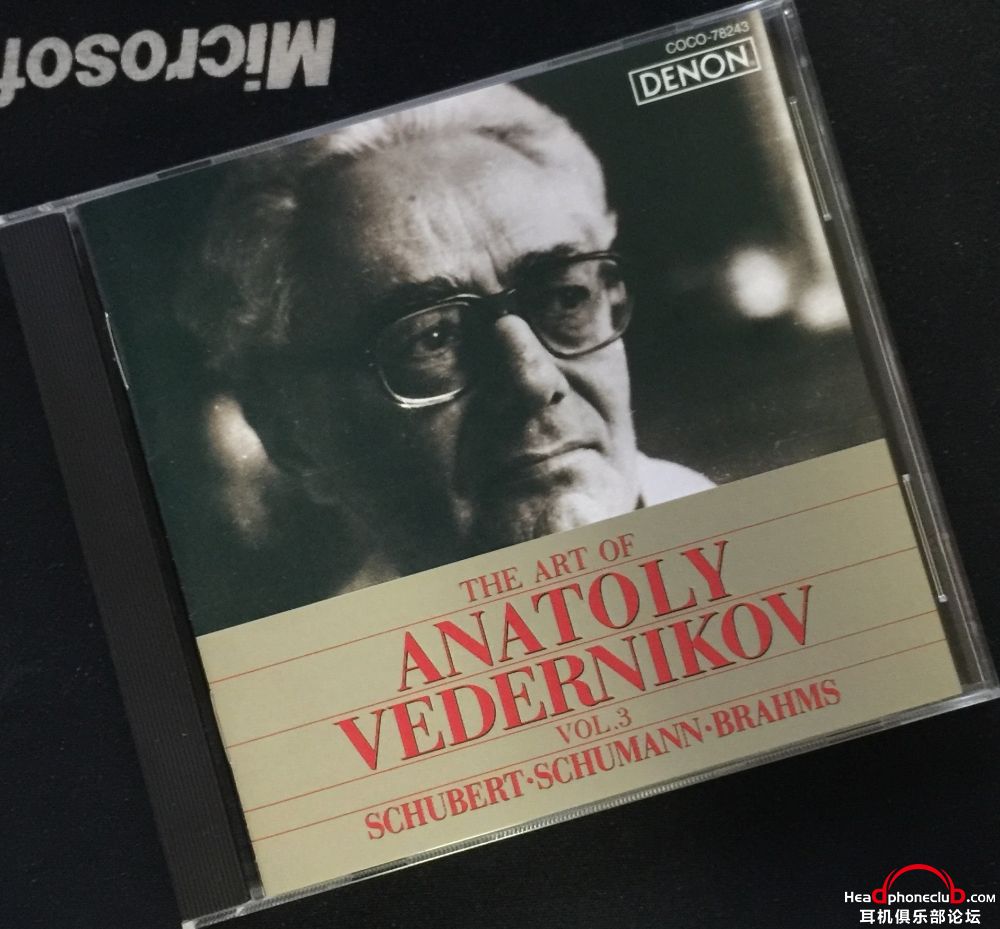 Microsof
COCO-78243
DENON
THE ART OF
ANATOLY
VEDERNIKOV
VOL.3
SCHUBERT·SCHUMANN·BRAHMS
HeadphoneclubD.com
耳机俱乐部论坛